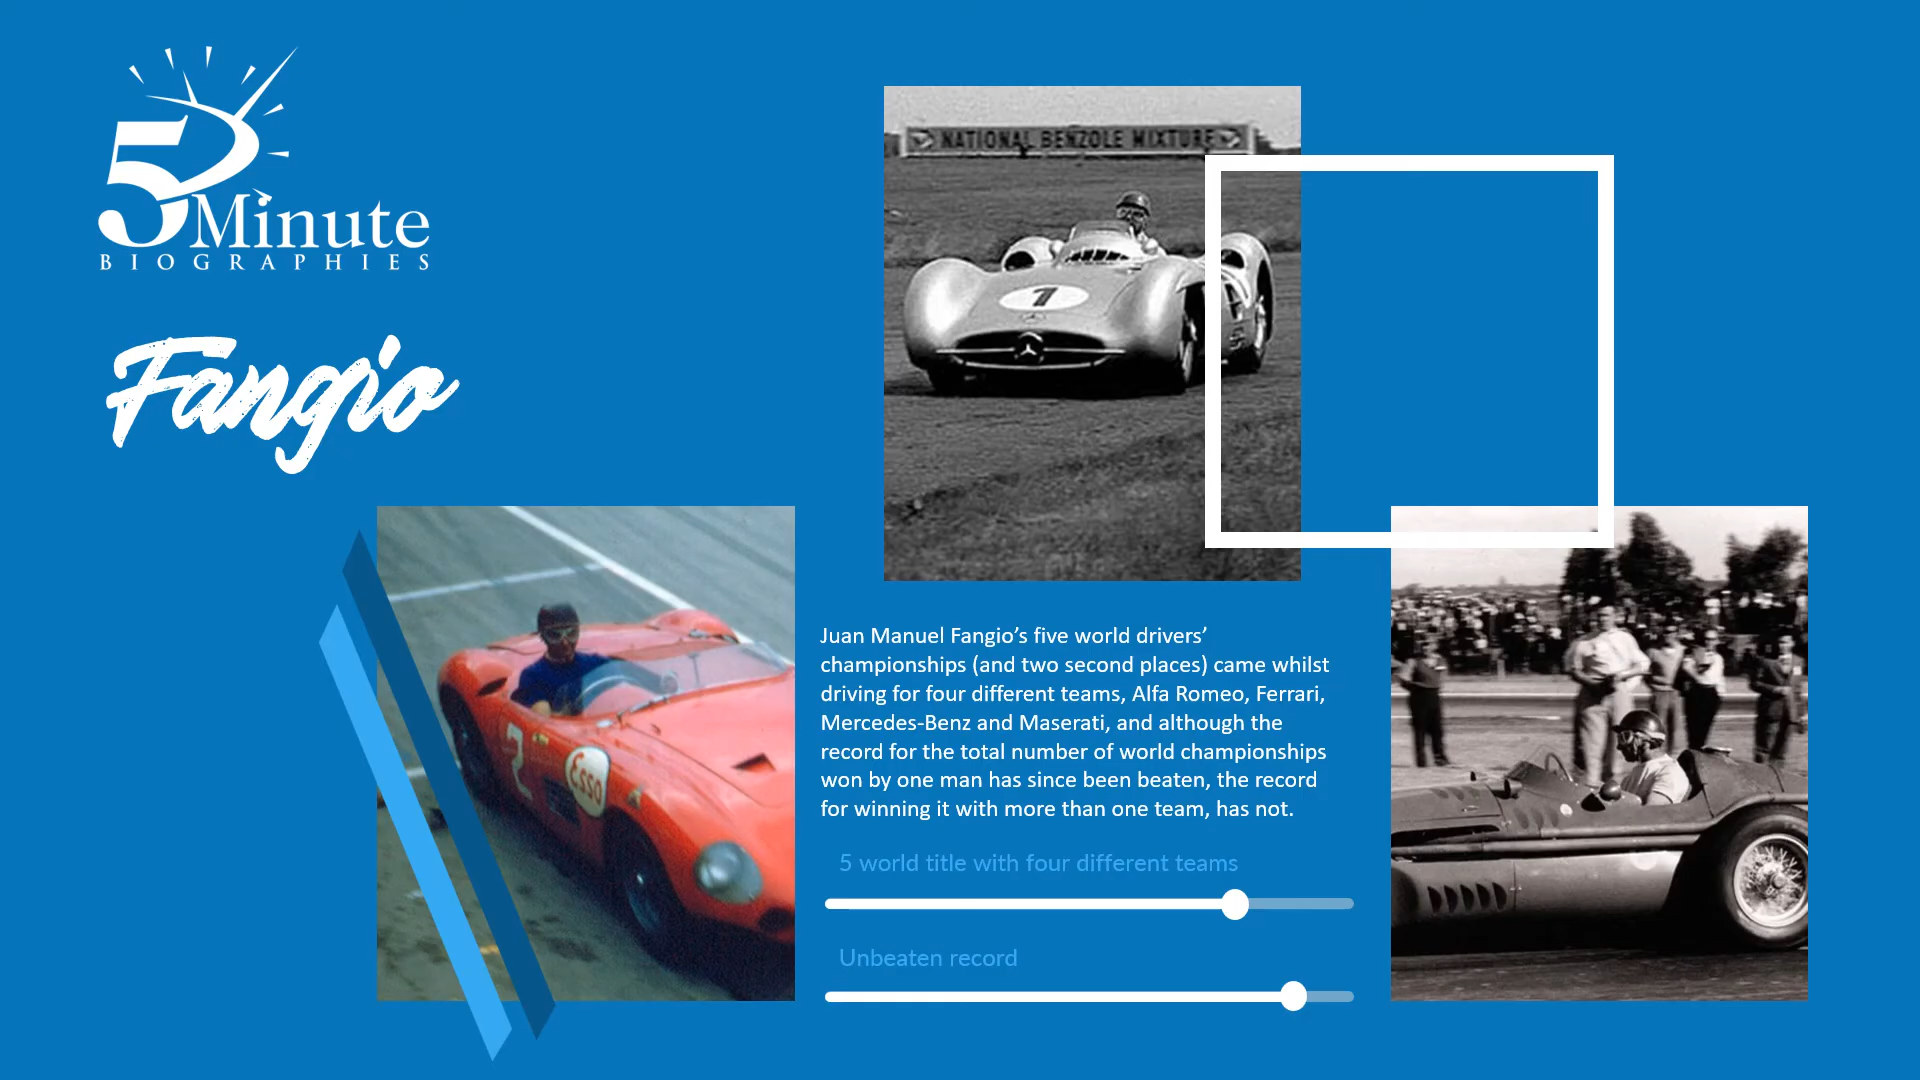 5 Minute
BIOGRAPHIES
Fangio
NATIONAL BENZOLE MIXTURE
1
2
Esso
Juan Manuel Fangio’s five world drivers’
championships (and two second places) came whilst
driving for four different teams, Alfa Romeo, Ferrari,
Mercedes-Benz and Maserati, and although the
record for the total number of world championships
won by one man has since been beaten, the record
for winning it with more than one team, has not.
5 world title with four different teams
Unbeaten record